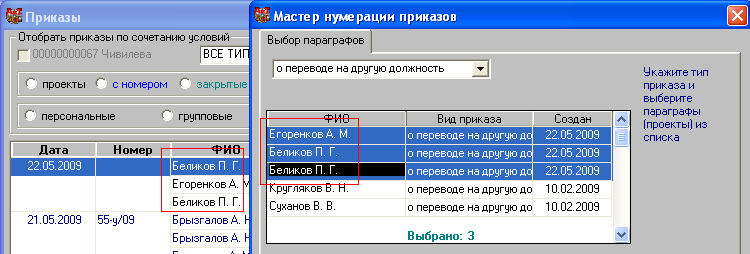 Приказы
Отобрать приказы по сочетанию условий
00000000067 Чивилева
ВСЕ ТИП
проекты
с номером
закрытые
персональные
групповые
Дата Номер ФИО
22.05.2009 Беликов П. Г.
Егоренков А. М
Беликов П. Г.
21.05.2009 55-у/09 Брызгалов А. Н
Брызгалов А. Н
Мастер нумерации приказов
Выбор параграфов
о переводе на другую должность
Укажите тип
приказа и
выберите
параграфы
(проекты) из
списка
ФИО Вид приказа Создан
Егоренков А. М. о переводе на другую до 22.05.2009
Беликов П. Г. о переводе на другую до 22.05.2009
Беликов П. Г. о переводе на другую до 22.05.2009
Кругляков В. Н. о переводе на другую до 10.02.2009
Суханов В. В. о переводе на другую до 10.02.2009
Выбрано: 3